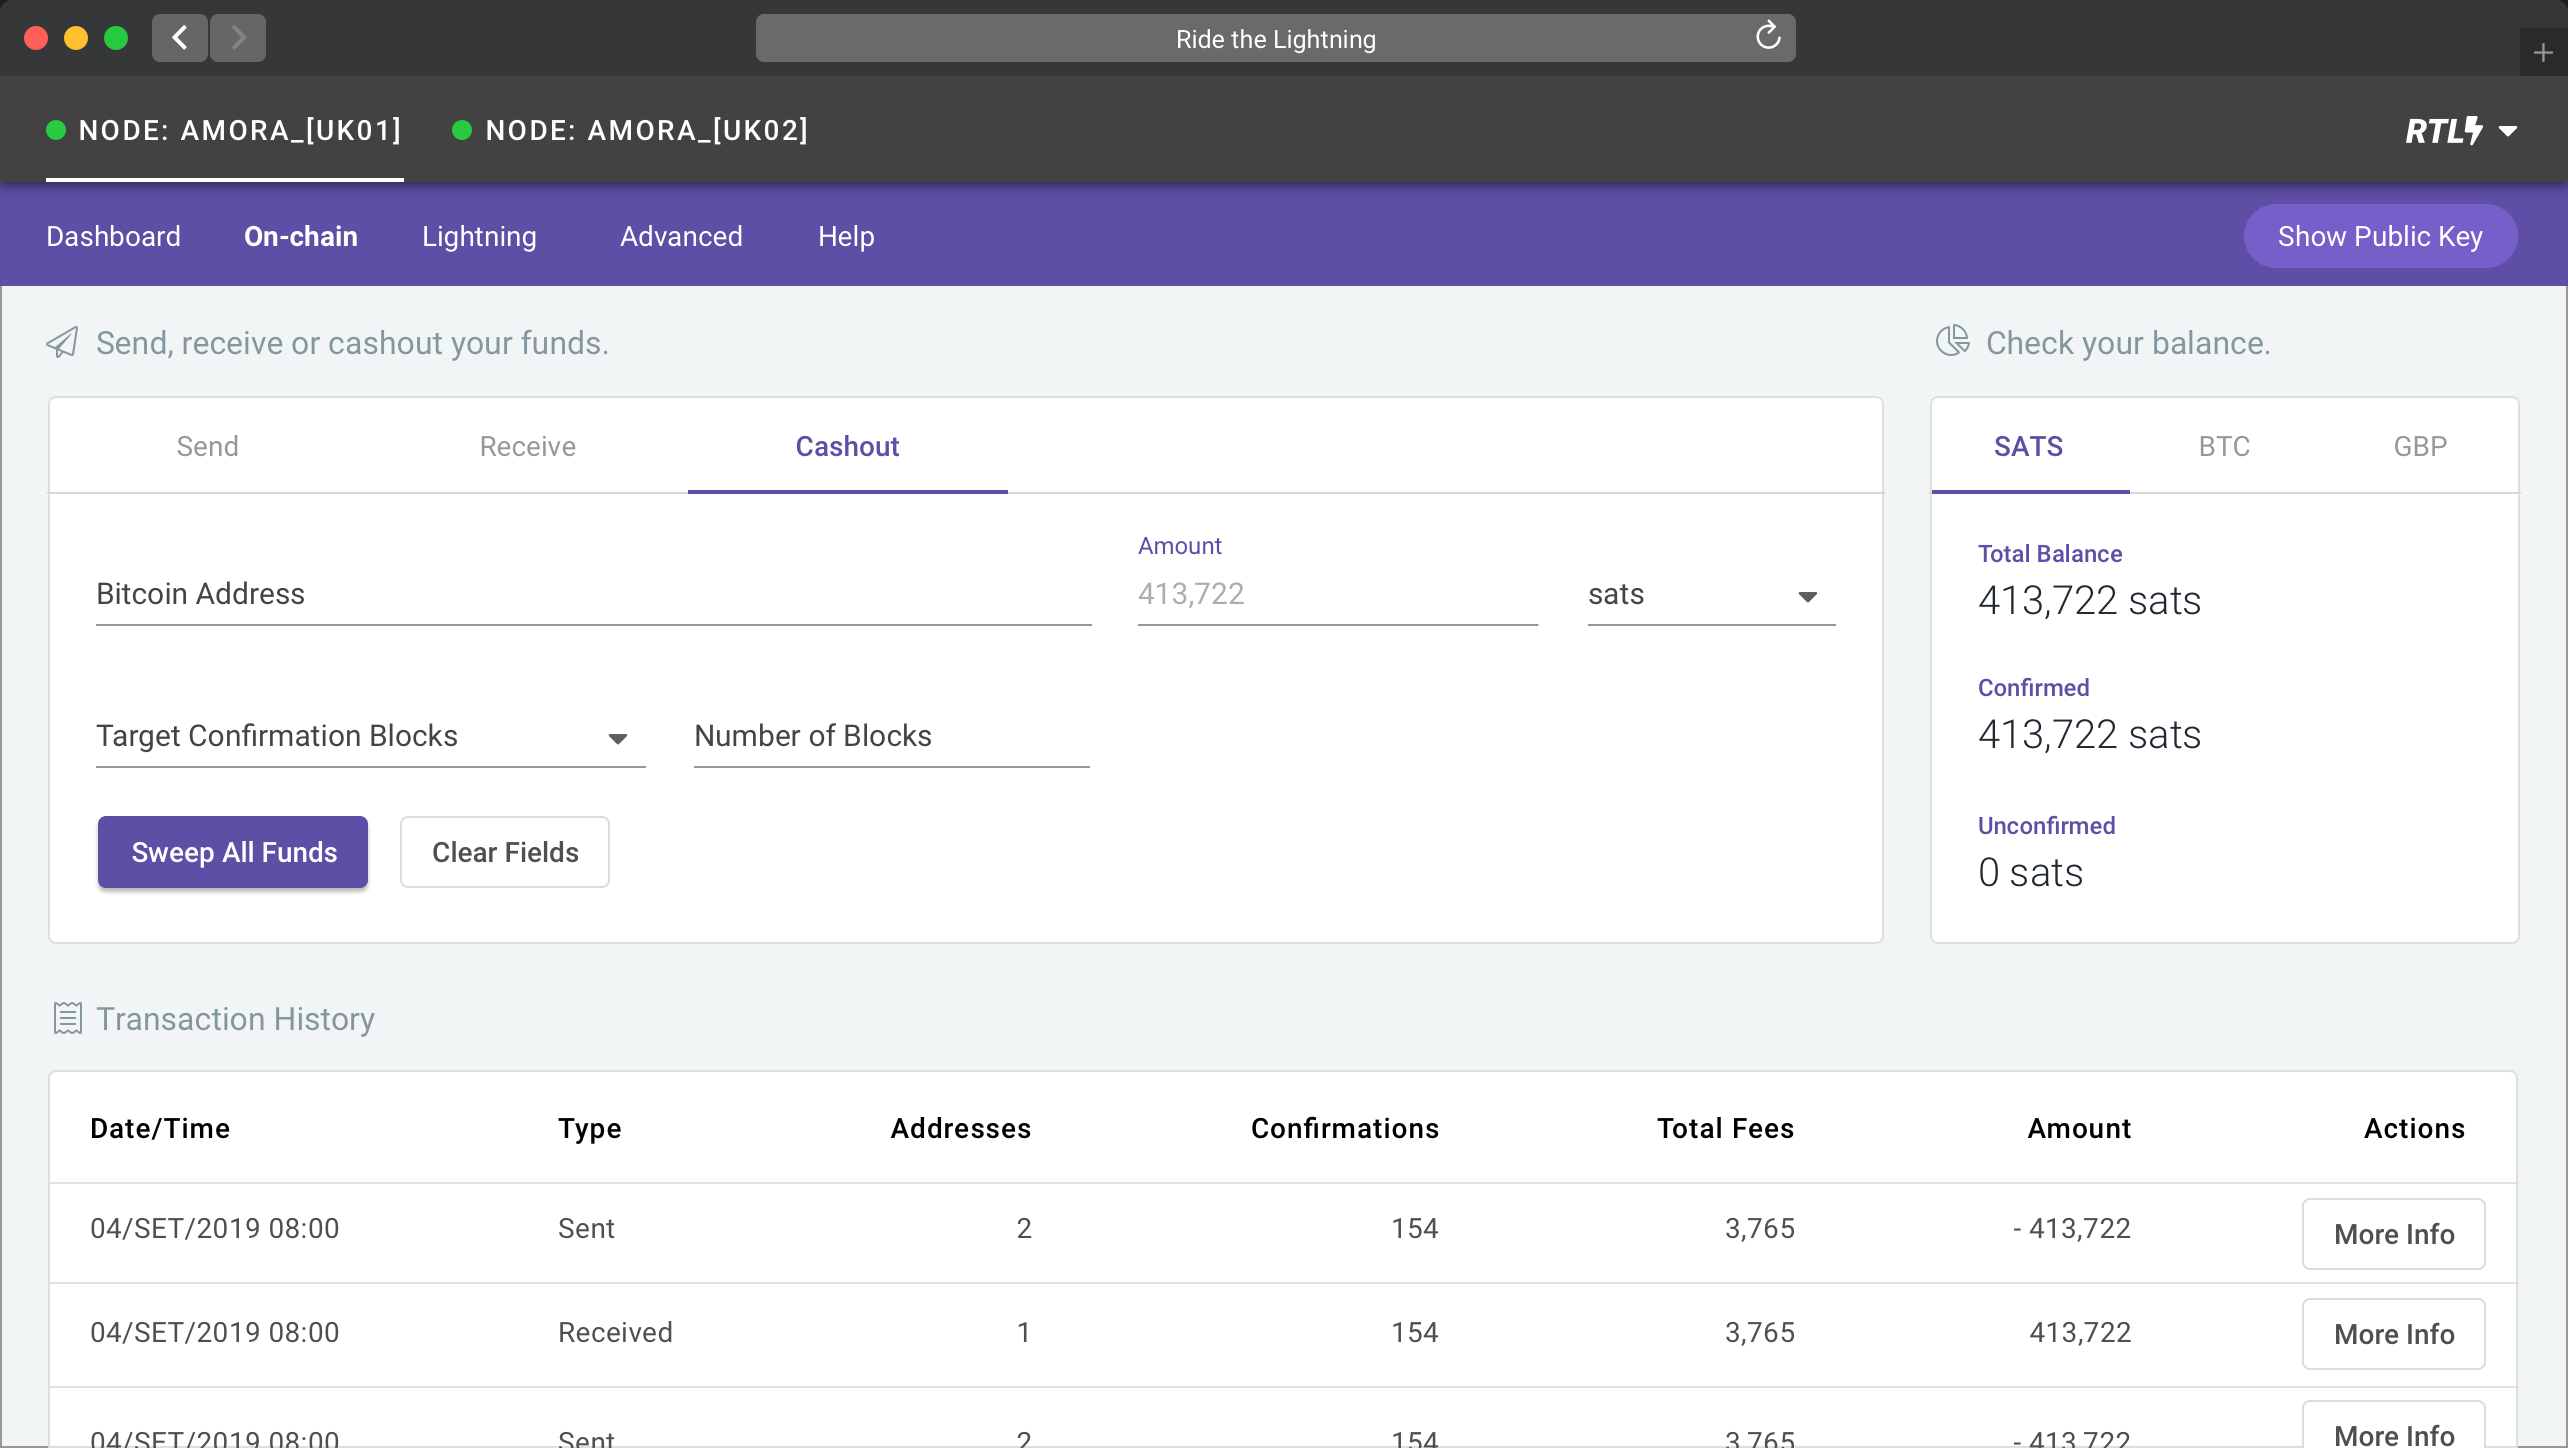 Ride the Lightning
NODE: AMORA_[UK01] NODE: AMORA_[UK02] RTL
Dashboard On-chain Lightning Advanced Help Show Public Key
Send, receive or cashout your funds.
Send Receive Cashout
Amount
Bitcoin Address 413,722 sats
Target Confirmation Blocks Number of Blocks
Sweep All Funds Clear Fields
Check your balance.
SATS BTC GBP
Total Balance
413,722 sats
Confirmed
413,722 sats
Unconfirmed
0 sats
Transaction History
Date/Time Type Addresses Confirmations Total Fees Amount Actions
04/SET/2019 08:00 Sent 2 154 3,765 - 413,722 More Info
04/SET/2019 08:00 Received 1 154 3,765 413,722 More Info
04/SET/2019 08:00 Sent 2 154 3,765 - 413,722 More Info